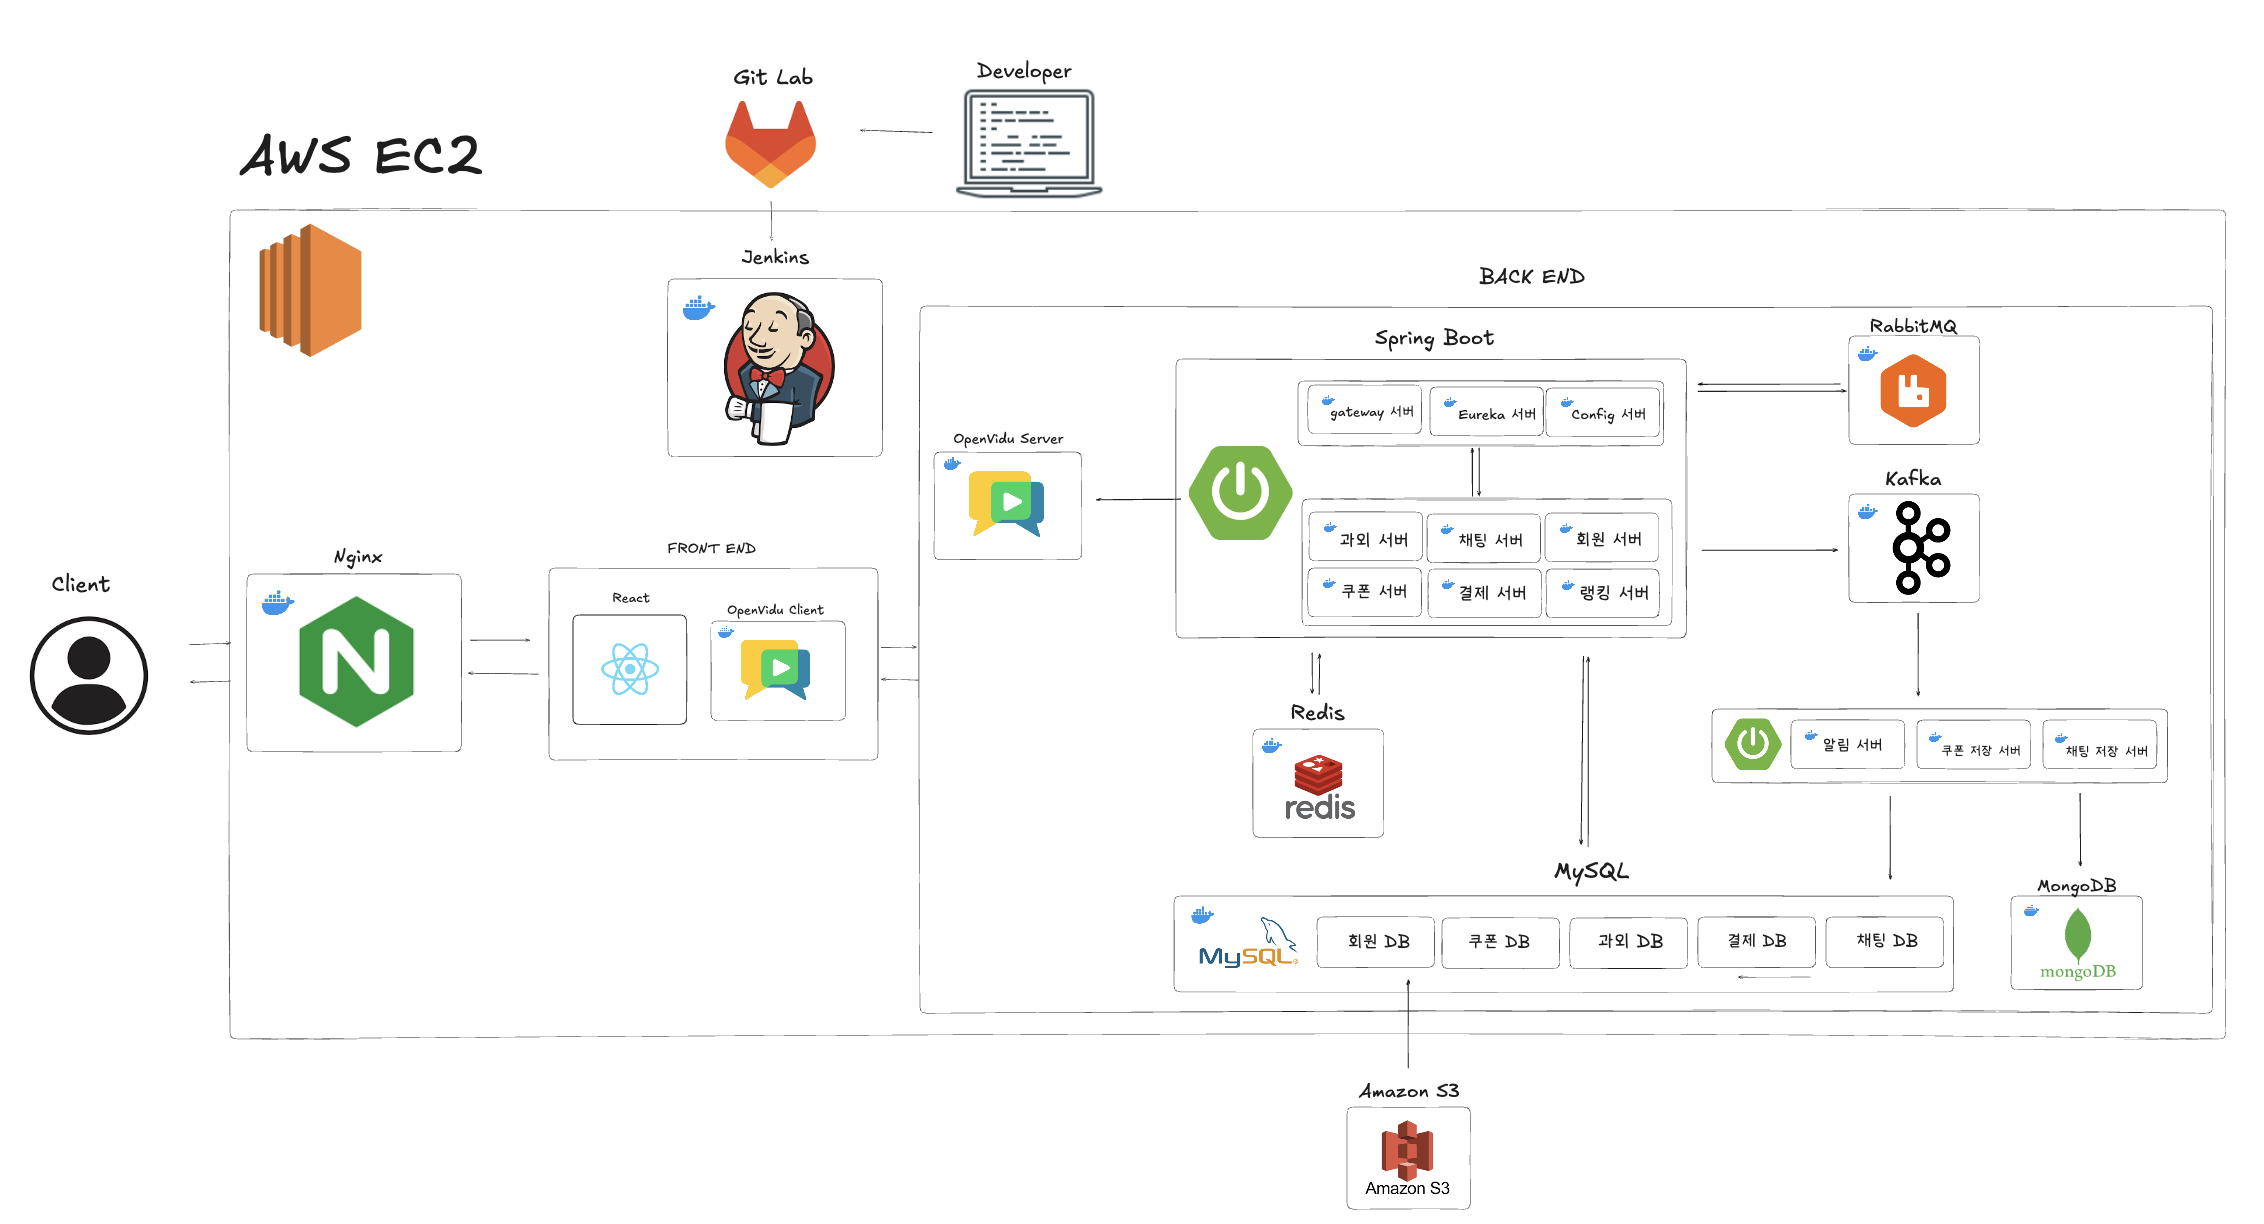 Git Lab
Developer
AWS EC2
Jenkins
BACK END
Spring Boot
RabbitMQ
gateway 서버
Eureka 서버
Config 서버
OpenVidu Server
Kafka
과외 서버
채팅 서버
회원 서버
쿠폰 서버
결제 서버
랭킹 서버
Client
Nginx
FRONT END
React
OpenVidu Client
Redis
redis
알림 서버
쿠폰 저장 서버
채팅 저장 서버
MySQL
MySQL
회원 DB
쿠폰 DB
과외 DB
결제 DB
채팅 DB
MongoDB
mongoDB
Amazon S3
Amazon S3